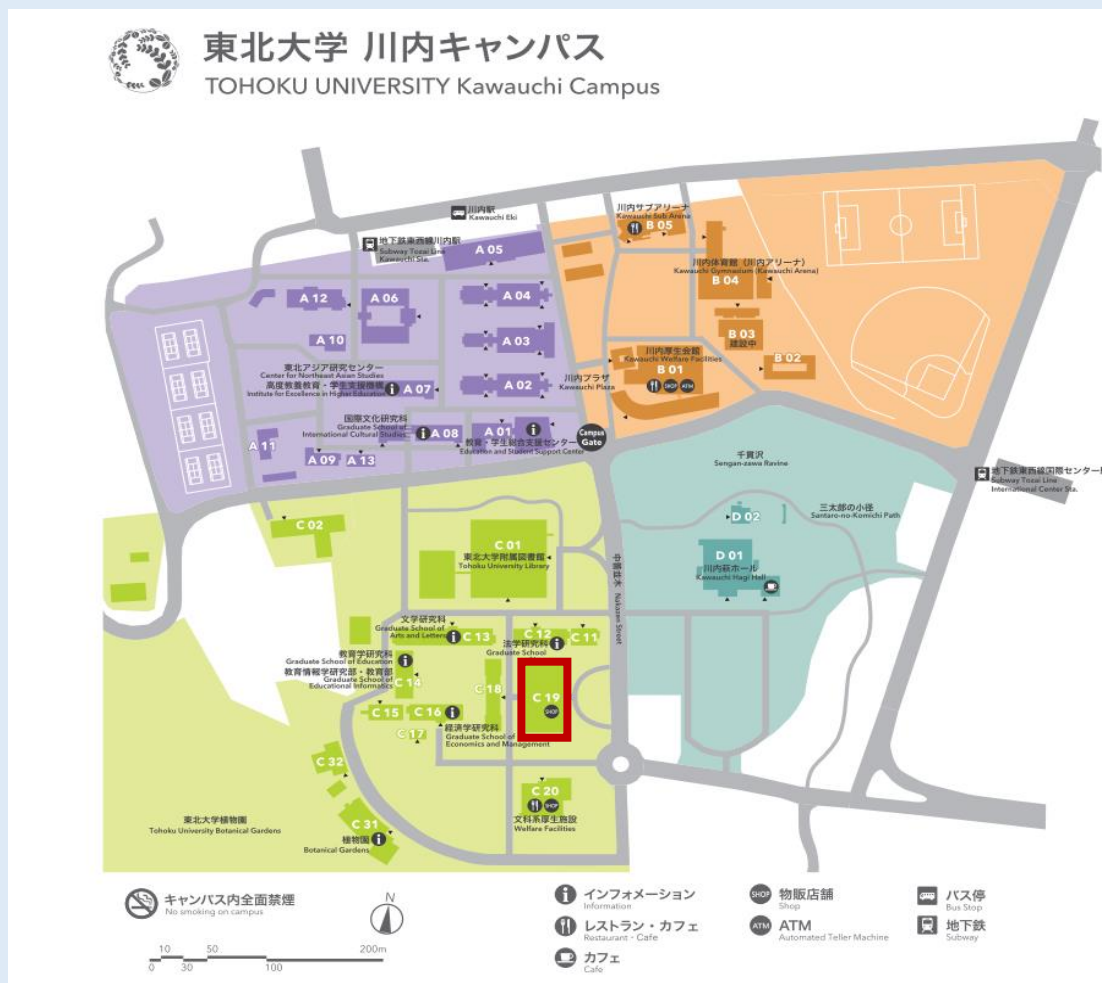 東北大学 川内キャンパス
TOHOKU UNIVERSITY Kawauchi Campus
川内駅
Kawauchi Eki
地下鉄東西線川内駅
Subway Tozai Line
Kawauchi Sta.
A 05
A 12
A 06
A 04
A 10
A 03
東北アジア研究センター
Center for Northeast Asian Studies
高度教養教育・学生支援機構
Institute for Excellence in Higher Education
A 07
A 02
国際文化研究科
Graduate School of
International Cultural Studies
A 08
A 01
教育・学生総合支援センター
Education and Student Support Center
A 11
A 09
A 13
Campus
Gate
川内サブアリーナ
Kawauchi Sub Arena
B 05
川内体育館（川内アリーナ）
Kawauchi Gymnasium (Kawauchi Arena)
B 04
B 03
建設中
B 02
川内厚生会館
Kawauchi Welfare Facilities
B 01
SHOP
ATM
川内プラザ
Kawauchi Plaza
千貫沢
Sengan-zawa Ravine
地下鉄東西線国際センター
Subway Tozai Line
International Center Sta.
三太郎の小径
Santaro-no-Komichi Path
D 02
D 01
川内萩ホール
Kawauchi Hagi Hall
中善並木 Nakazen Street
C 02
C 01
東北大学附属図書館
Tohoku University Library
文学研究科
Graduate School of
Arts and Letters
C 13
C 12
C 11
法学研究科
Graduate School
教育学研究科
Graduate School of Education
教育情報学研究部・教育部
Graduate School of
Educational Informatics
C 14
C 18
C 19
SHOP
C 15
C 16
C 17
経済学研究科
Graduate School of
Economics and Management
C 32
C 20
SHOP
文科系厚生施設
Welfare Facilities
東北大学植物園
Tohoku University Botanical Gardens
C 31
植物園
Botanical Gardens
キャンパス内全面禁煙
No smoking on campus
N
10 50 200m
0 30 100
インフォメーション
Information
レストラン・カフェ
Restaurant・Cafe
カフェ
Cafe
SHOP 物販店舗
Shop
ATM ATM
Automated Teller Machine
バス停
Bus Stop
地下鉄
Subway